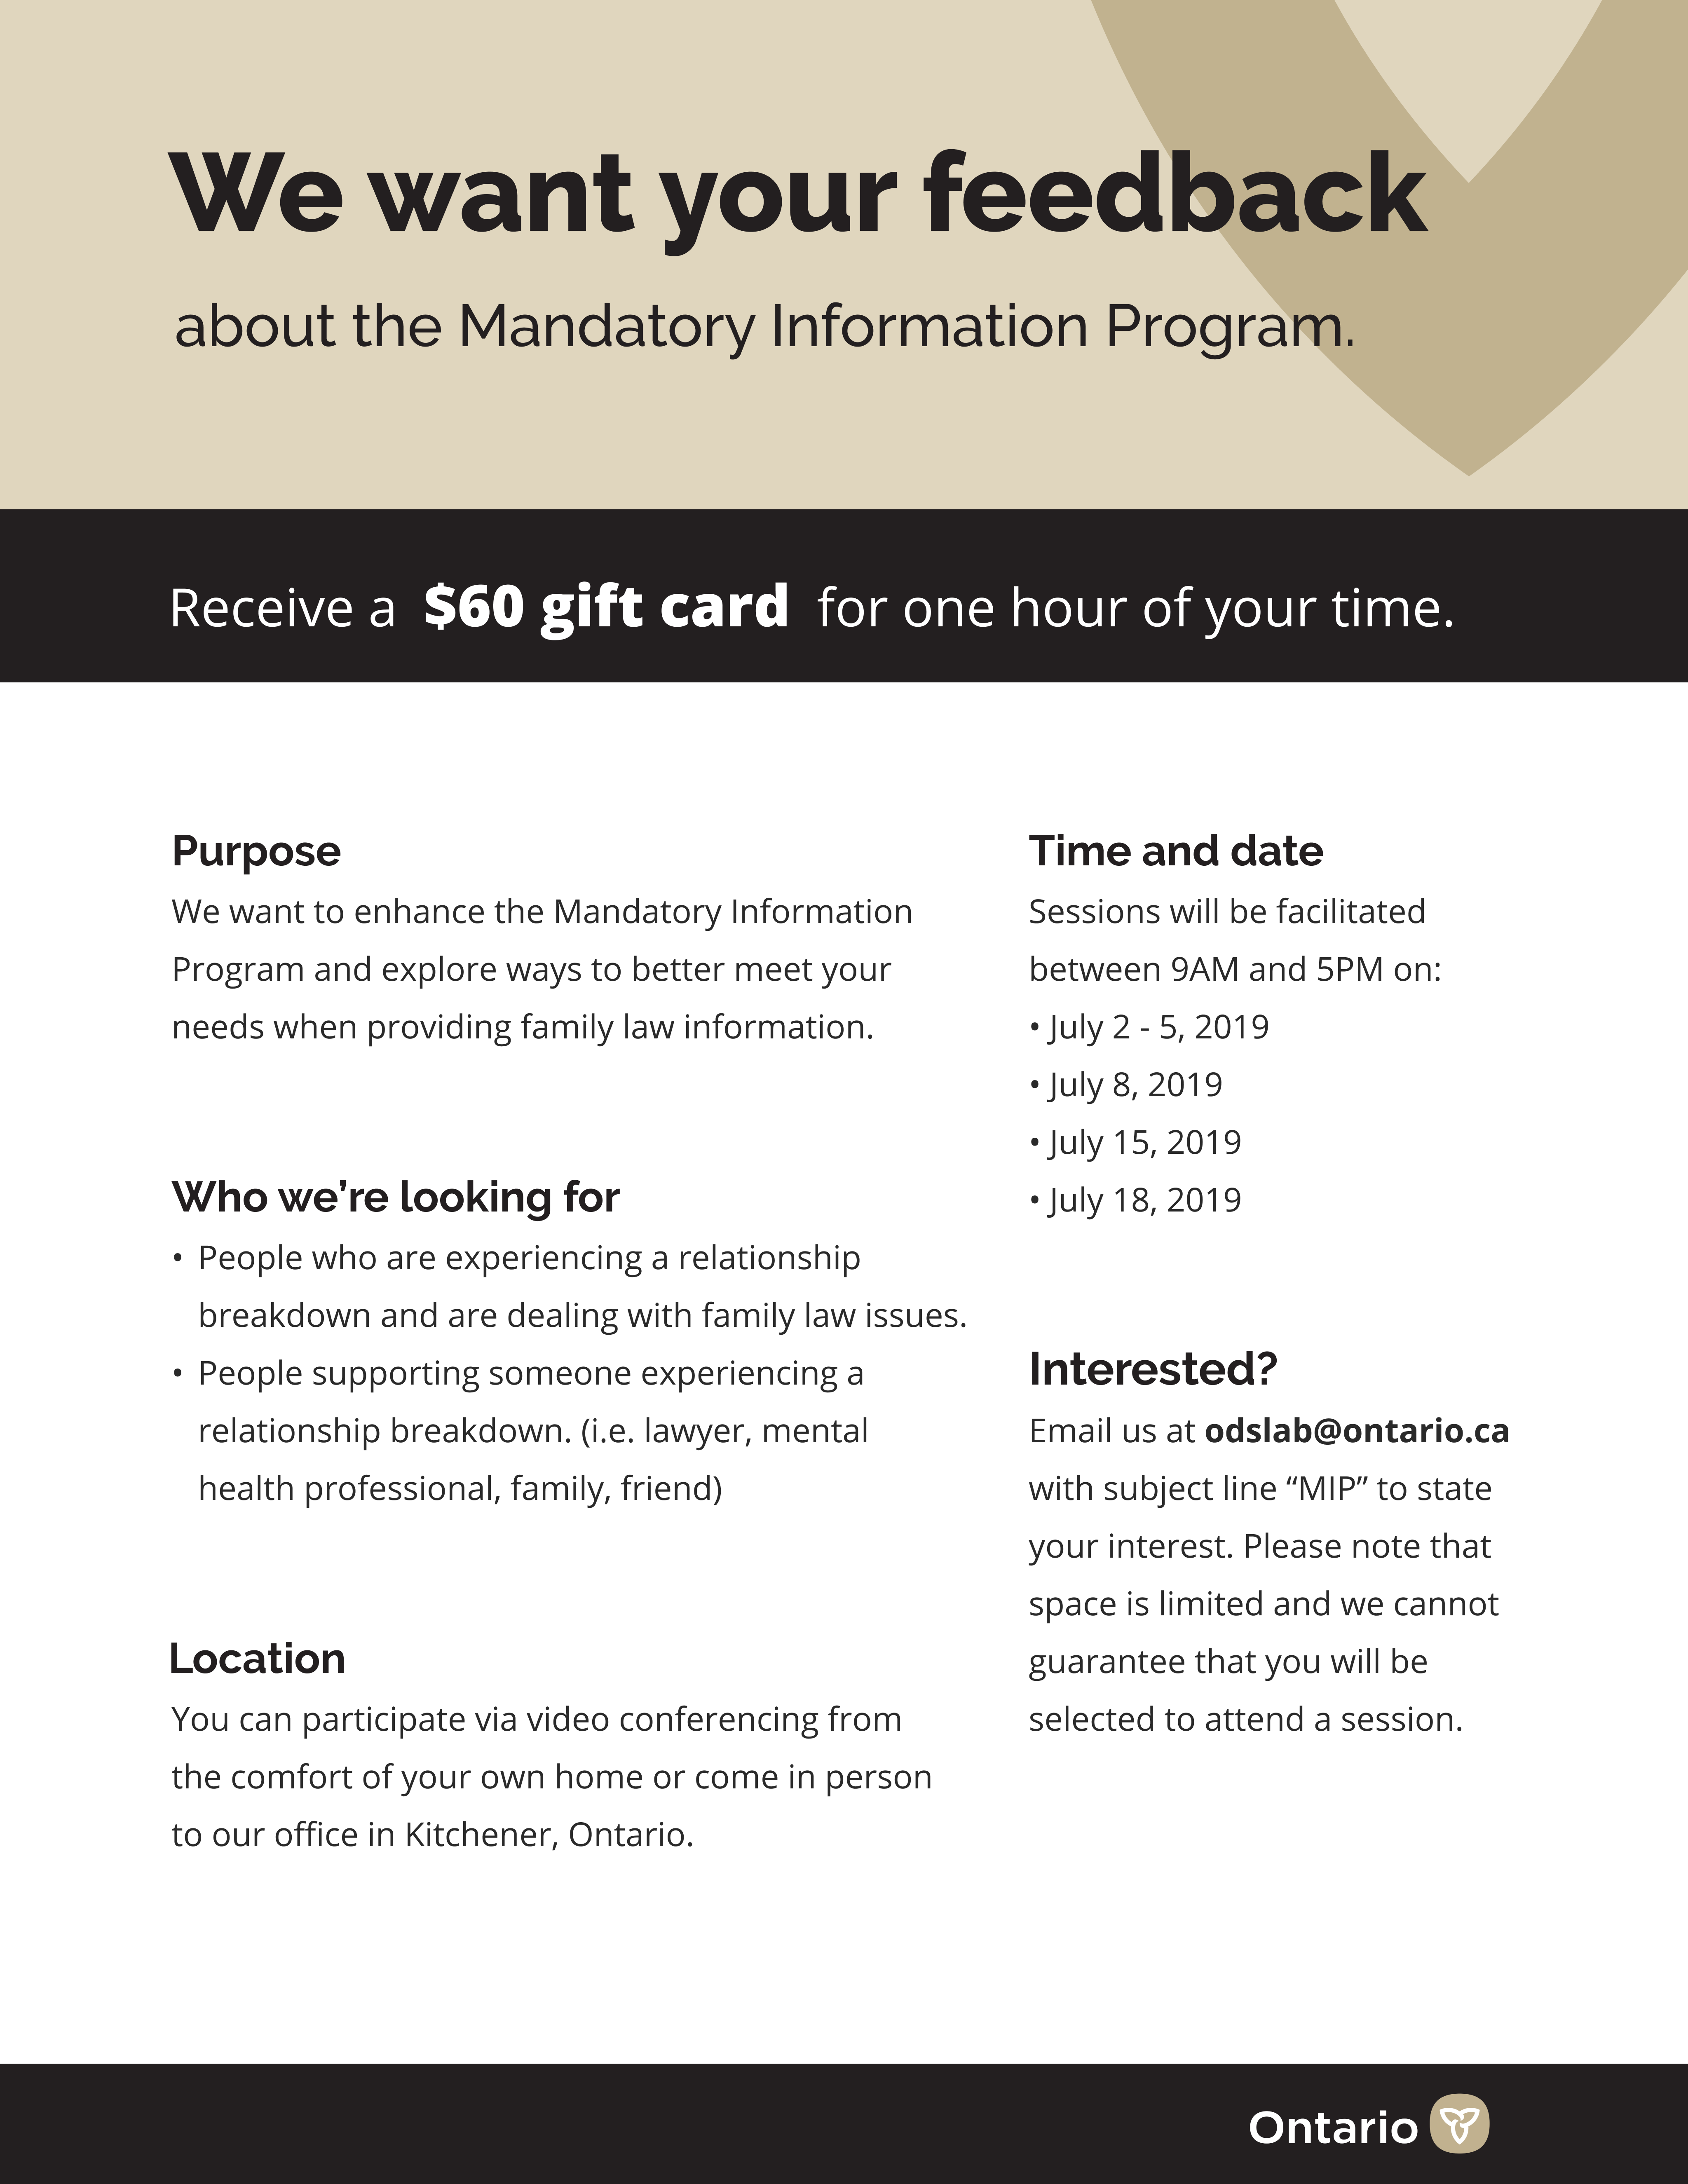 We want your feedback
about the Mandatory Information Program.
Receive a $60 gift card for one hour of your time.
Purpose
We want to enhance the Mandatory Information
Program and explore ways to better meet your
needs when providing family law information.
Who we’re looking for
• People who are experiencing a relationship
breakdown and are dealing with family law issues.
• People supporting someone experiencing a
relationship breakdown. (i.e. lawyer, mental
health professional, family, friend)
Location
You can participate via video conferencing from
the comfort of your own home or come in person
to our office in Kitchener, Ontario.
Time and date
Sessions will be facilitated
between 9AM and 5PM on:
• July 2 - 5, 2019
• July 8, 2019
• July 15, 2019
• July 18, 2019
Interested?
Email us at odslab@ontario.ca
with subject line “MIP” to state
your interest. Please note that
space is limited and we cannot
guarantee that you will be
selected to attend a session.
Ontario